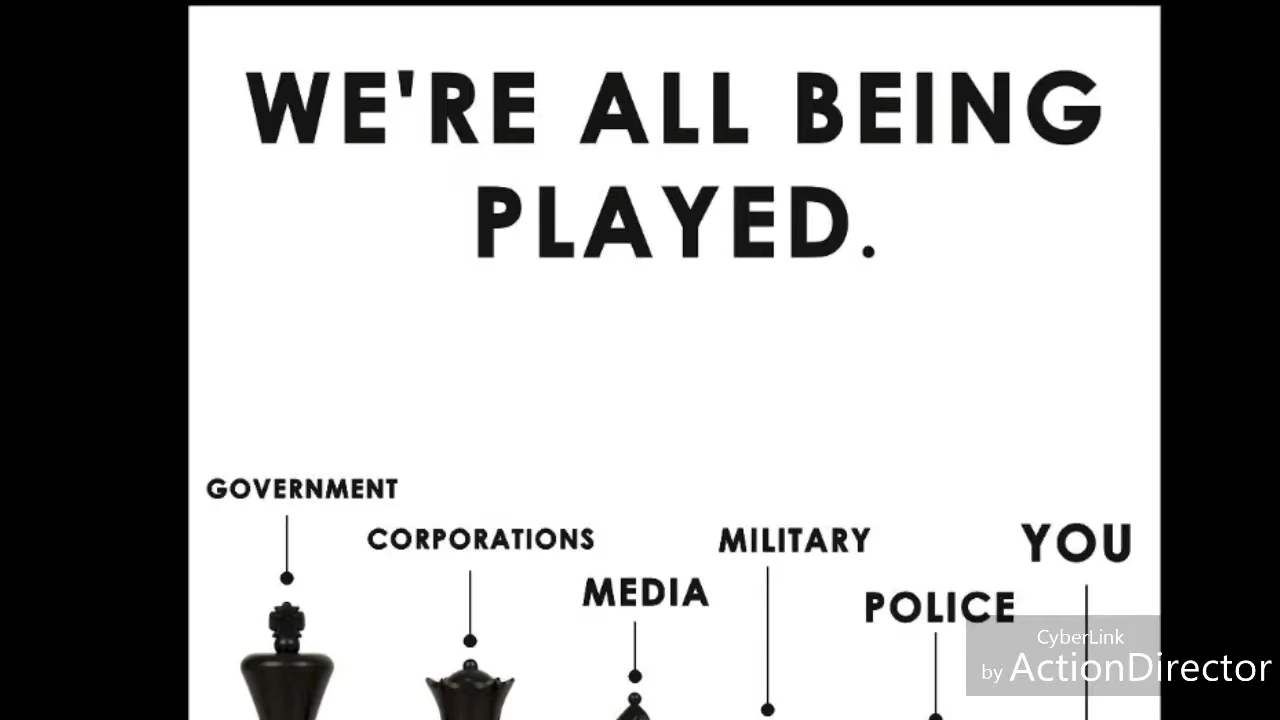 WE'RE ALL BEING
PLAYED.
GOVERNMENT
CORPORATIONS
MEDIA
MILITARY
POLICE
YOU
CyberLink
by ActionDirector